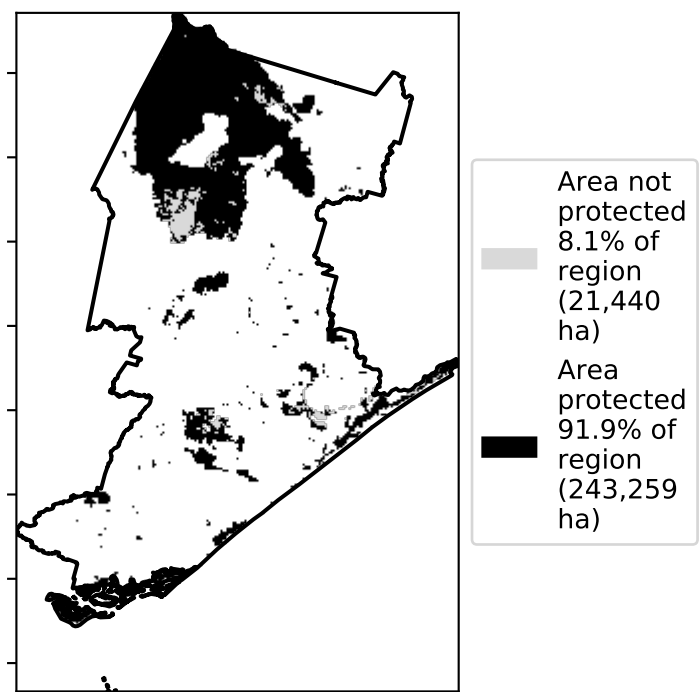 Area not
protected
8.1% of
region
(21,440
ha)
Area
protected
91.9% of
region
(243,259
ha)